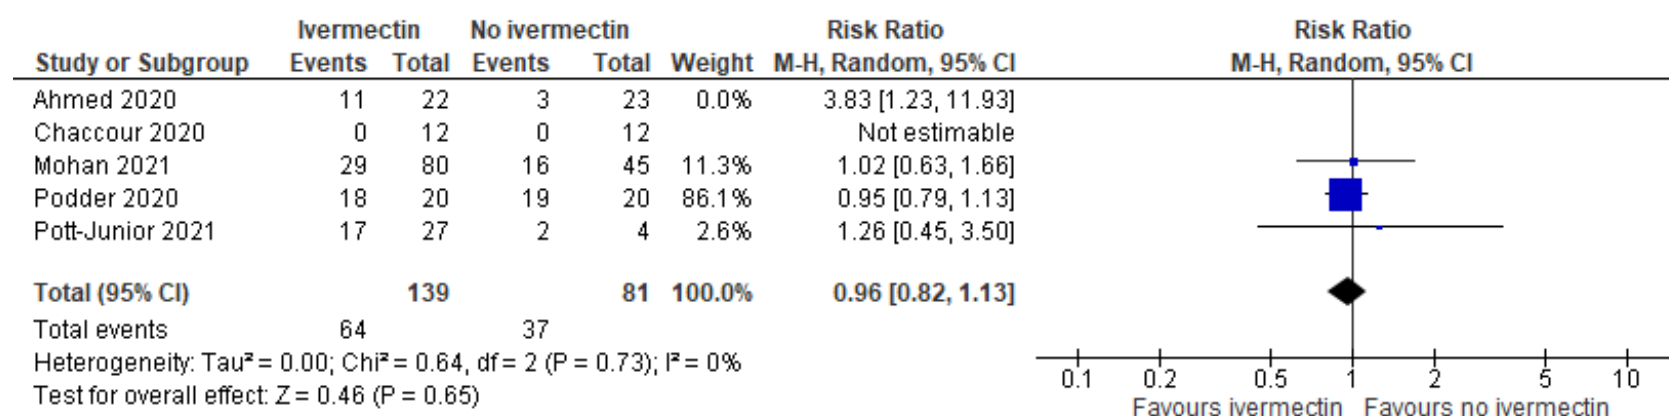 Ivermectin No ivermectin Risk Ratio Risk Ratio
Study or Subgroup Events Total Events Total Weight M-H, Random, 95% CI M-H, Random, 95% CI
Ahmed 2020 11 22 3 23 0.0% 3.83 [1.23, 11.93]
Chaccour 2020 0 12 0 12 Not estimable
Mohan 2021 29 80 16 45 11.3% 1.02 [0.63, 1.66]
Podder 2020 18 20 19 20 86.1% 0.95 [0.79, 1.13]
Pott-Junior 2021 17 27 2 4 2.6% 1.26 [0.45, 3.50]
Total (95% CI) 139 81 100.0% 0.96 [0.82, 1.13]
Total events 64 37
Heterogeneity: Tau² = 0.00; Chi² = 0.64, df = 2 (P = 0.73); I² = 0%
Test for overall effect: Z = 0.46 (P = 0.65)
0.1 0.2 0.5 1 2 5 10
Favours ivermectin Favours no ivermectin